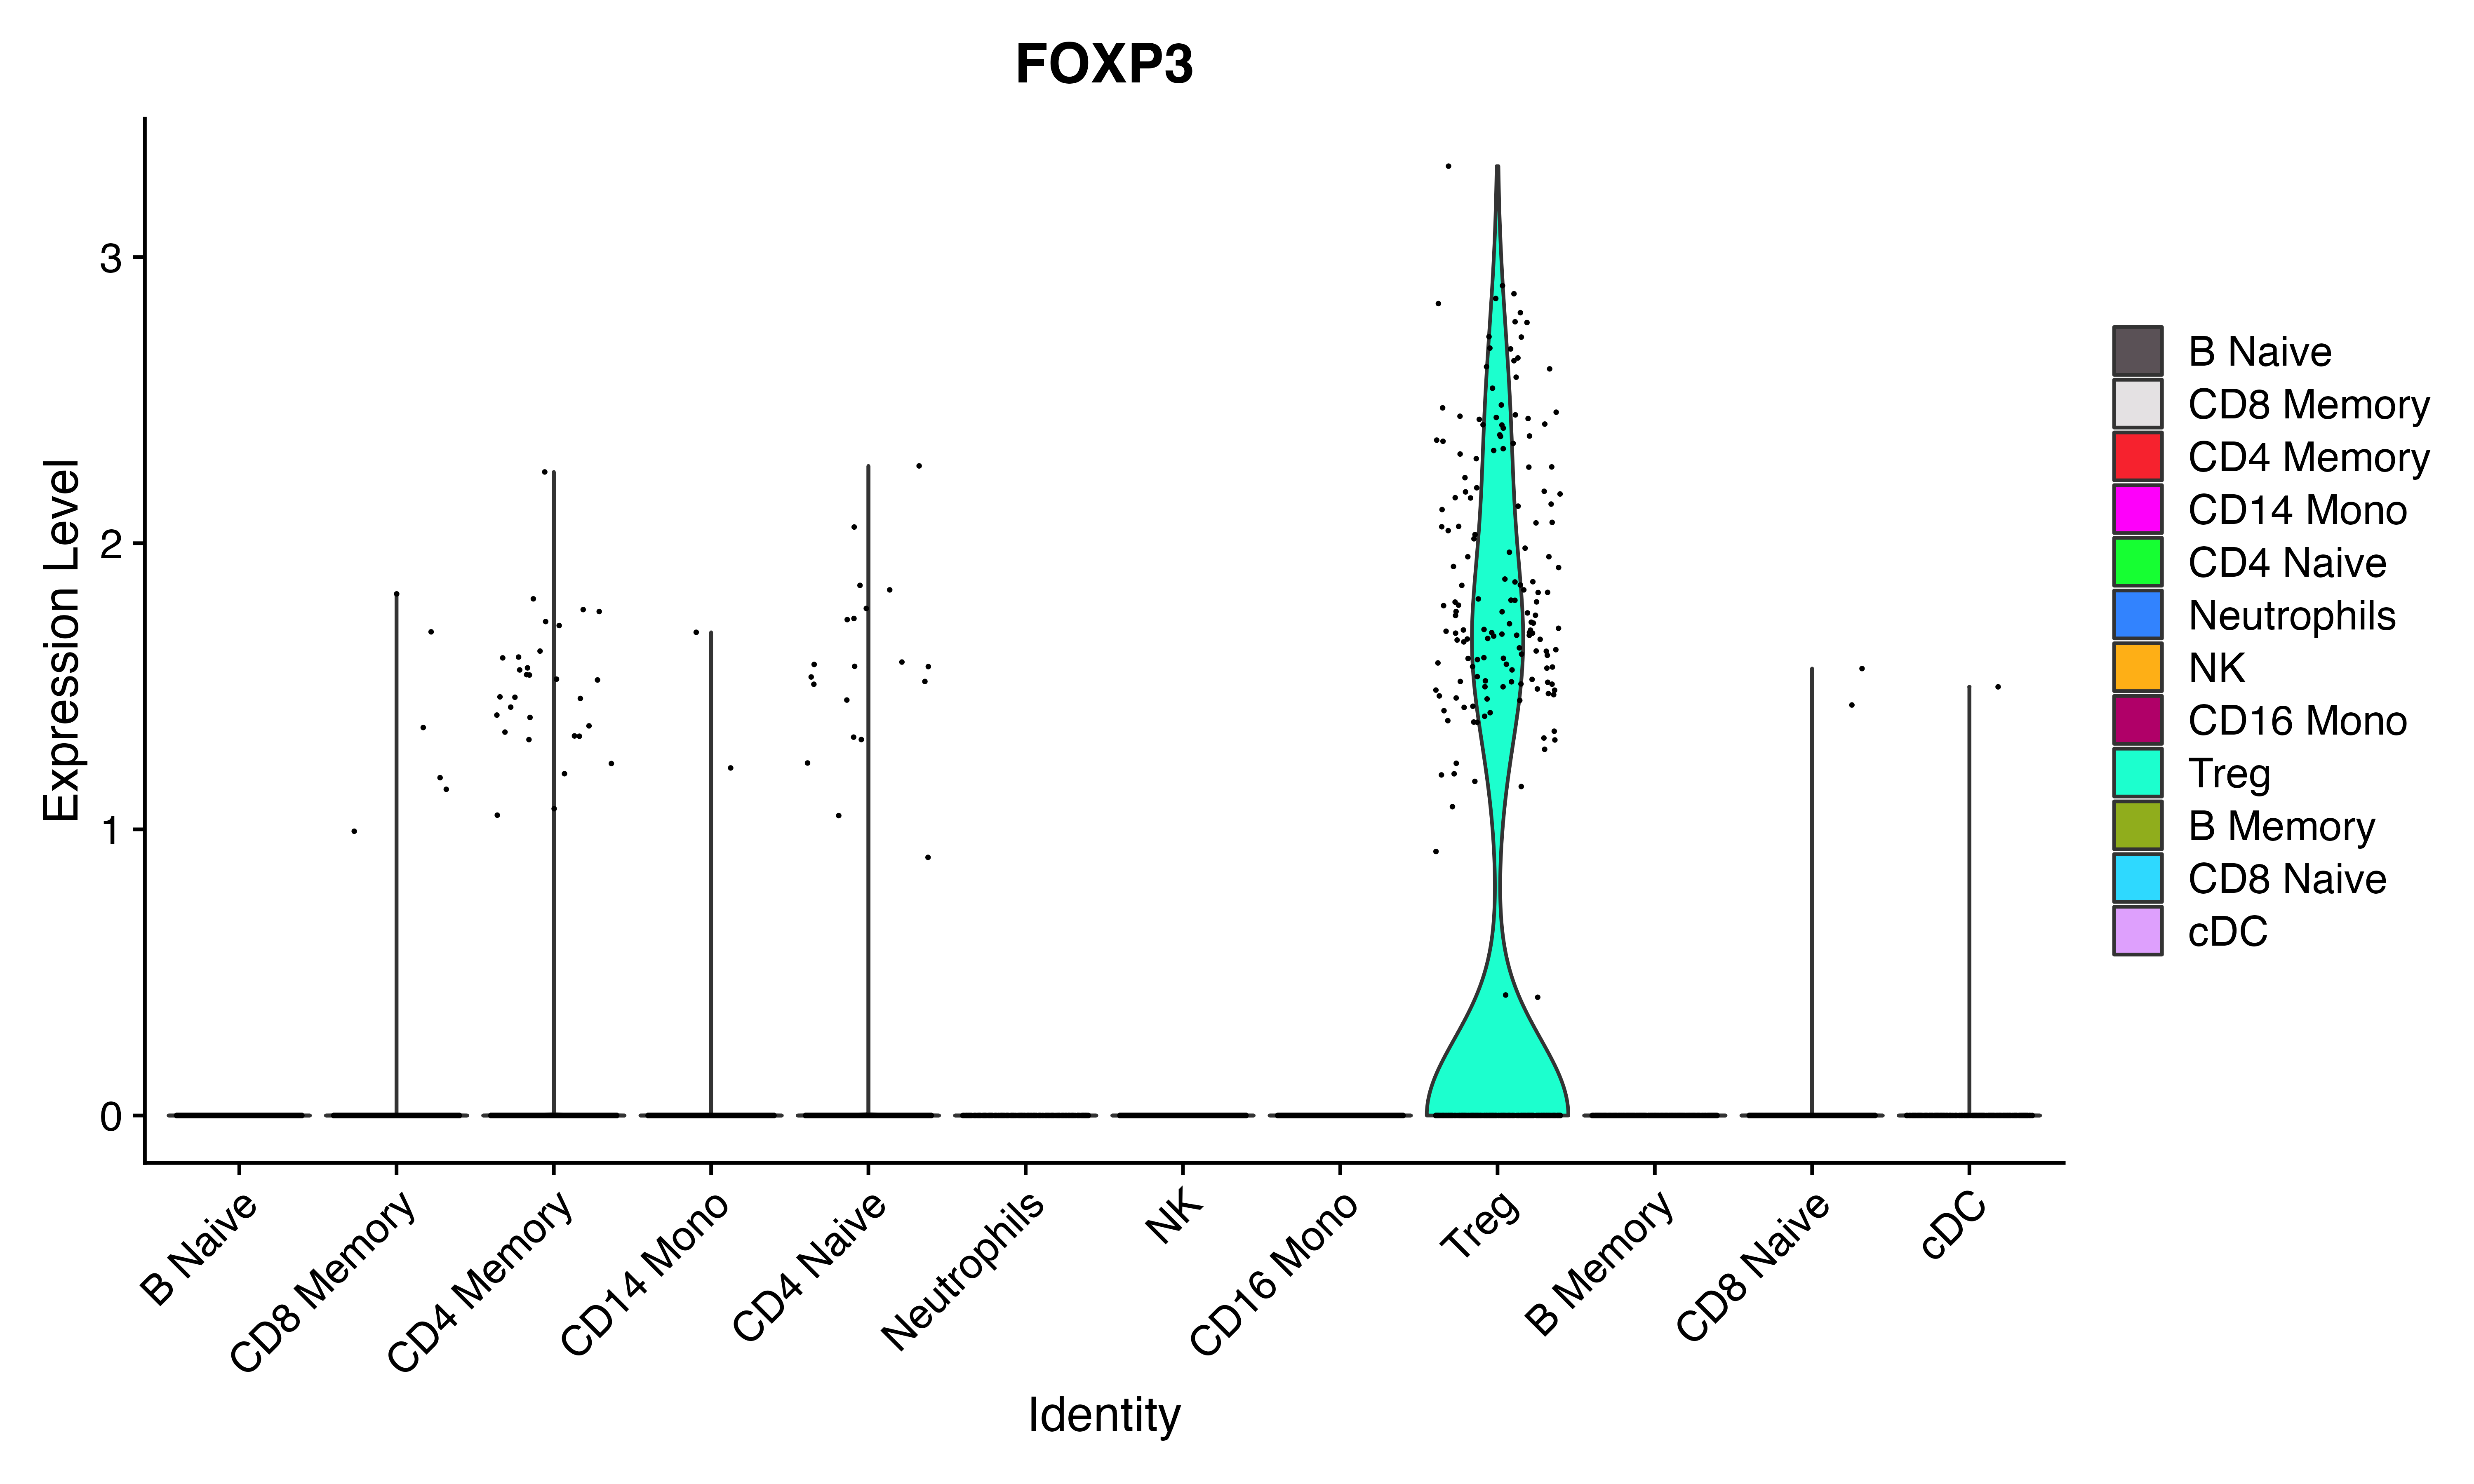 FOXP3
Expression Level
3
2
1
0
B Naive
CD8 Memory
CD4 Memory
CD14 Mono
CD4 Naive
Neutrophils
NK
CD16 Mono
Treg
B Memory
CD8 Naive
cDC
Identity
B Naive
CD8 Memory
CD4 Memory
CD14 Mono
CD4 Naive
Neutrophils
NK
CD16 Mono
Treg
B Memory
CD8 Naive
cDC